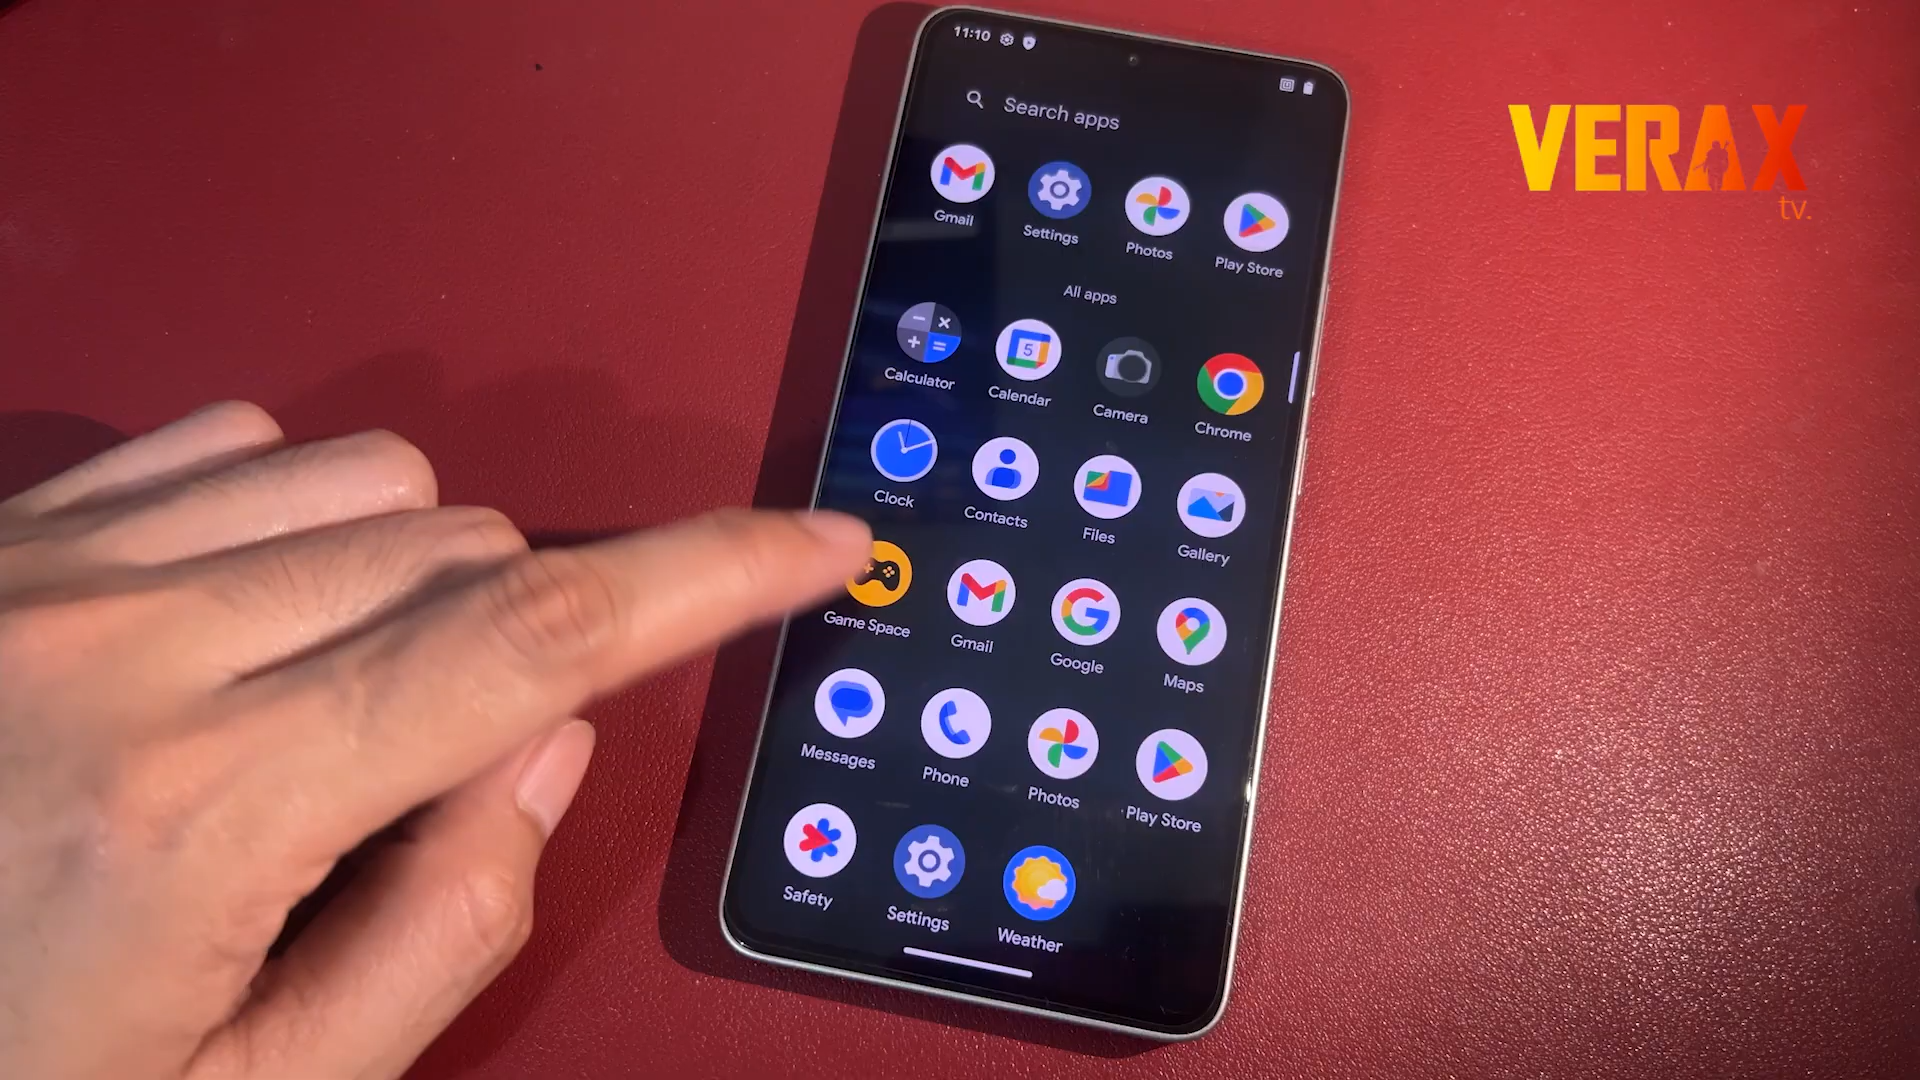 11:10
Search apps
Gmail
Settings
Photos
Play Store
All apps
Calculator
5
Calendar
Camera
Chrome
Clock
Contacts
Files
Gallery
Game Space
Gmail
Google
Maps
Messages
Phone
Photos
Play Store
Safety
Settings
Weather
VERAX
tv.